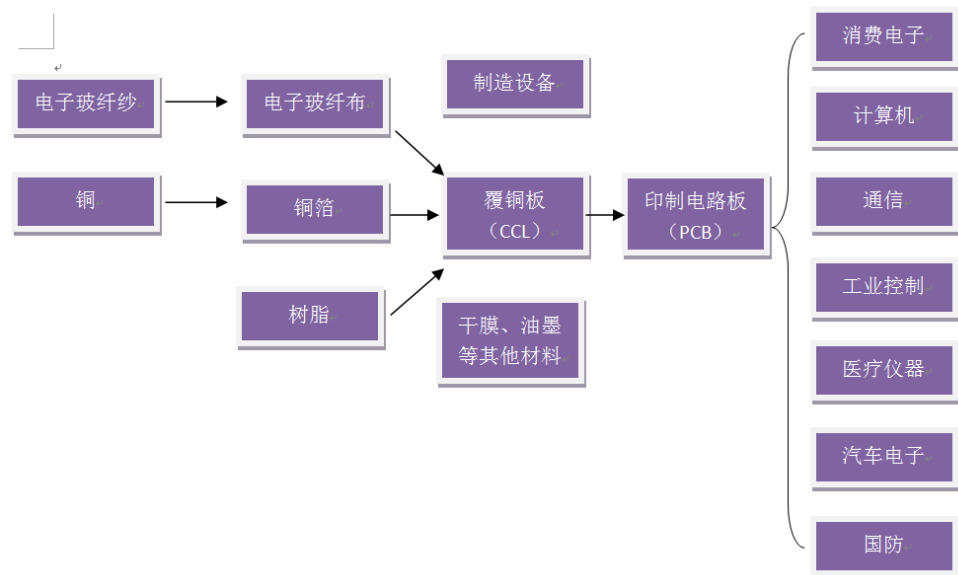 电子玻纤纱
电子玻纤布
制造设备
铜
铜箔
覆铜板
（CCL）
印制电路板
（PCB）
树脂
干膜、油墨
等其他材料
消费电子
计算机
通信
工业控制
医疗仪器
汽车电子
国防